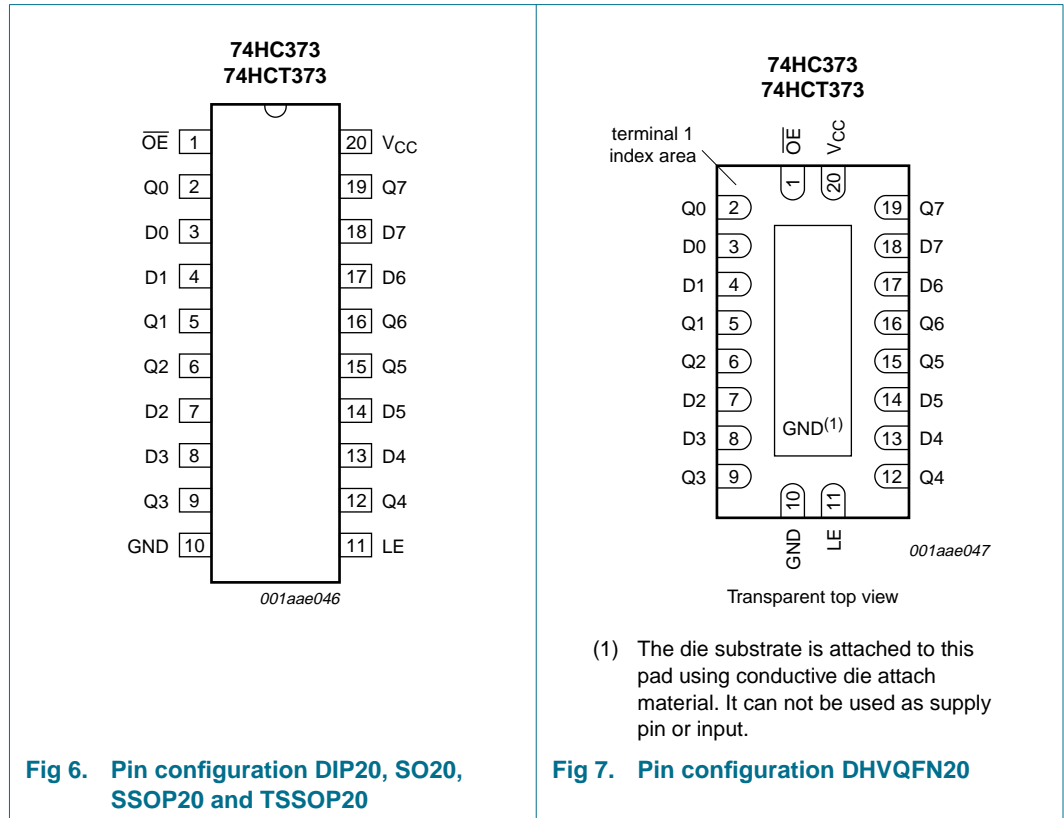 74HC373
74HCT373
OE 1
20 VCC
Q0 2
19 Q7
D0 3
18 D7
D1 4
17 D6
Q1 5
16 Q6
Q2 6
15 Q5
D2 7
14 D5
D3 8
13 D4
Q3 9
12 Q4
GND 10
11 LE
001aae046
Fig 6. Pin configuration DIP20, SO20,
SSOP20 and TSSOP20
74HC373
74HCT373
terminal 1
index area
OE
VCC
1
20
Q0 2
19 Q7
D0 3
18 D7
D1 4
17 D6
Q1 5
16 Q6
Q2 6
15 Q5
D2 7
14 D5
D3 8
GND(1)
13 D4
Q3 9
12 Q4
10
11
GND
LE
001aae047
Transparent top view
(1) The die substrate is attached to this
pad using conductive die attach
material. It can not be used as supply
pin or input.
Fig 7. Pin configuration DHVQFN20